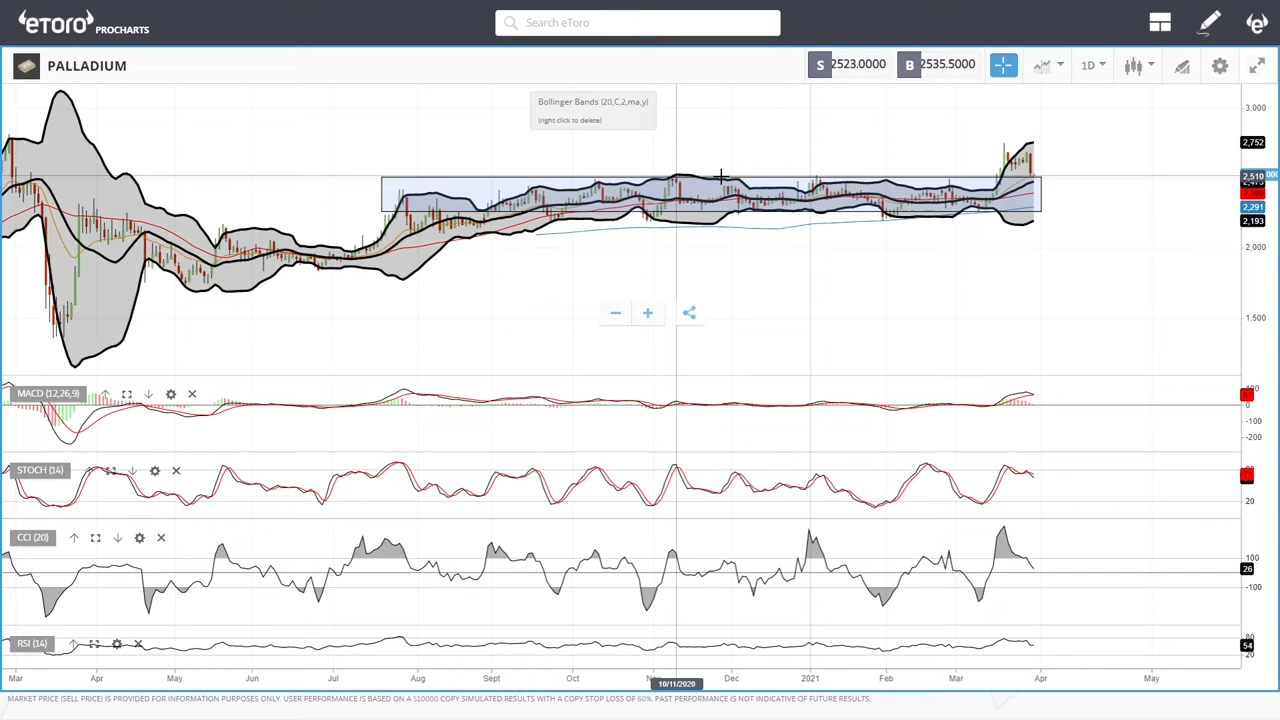 eTORO PROCHARTS
Search eToro
PALLADIUM
S 2523.0000
B 2535.5000
1D
Bollinger Bands (20,C,2,ma,y)
(right click to delete)
3,000
2,752
2,510
2,291
2,193
2,000
1,500
MACD (12,26,9)
100
0
-100
-200
STOCH (14)
20
CCI (20)
100
26
-100
RSI (14)
80
54
20
Mar Apr May Jun Jul Aug Sept Oct Dec 2021 Feb Mar Apr May
10/11/2020
MARKET PRICE (SELL PRICE) IS PROVIDED FOR INFORMATION PURPOSES ONLY. USER PERFORMANCE IS BASED ON A $10000 COPY SIMULATED RESULTS WITH A COPY STOP LOSS OF 60%. PAST PERFORMANCE IS NOT INDICATIVE OF FUTURE RESULTS.